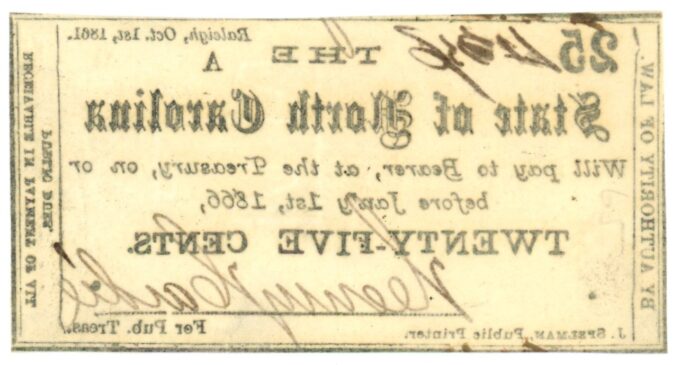 25
Raleigh, Oct. 1st, 1861.
THE
A
State of North Carolina
Will pay to Bearer, at the Treasury, on, or
before Jan'y 1st, 1866,
TWENTY-FIVE CENTS.
J. SPELMAN, Public Printer.
For Pub. Treas.
BY AUTHORITY OF LAW.
RECEIVABLE IN PAYMENT OF ALL
PUBLIC DUES.